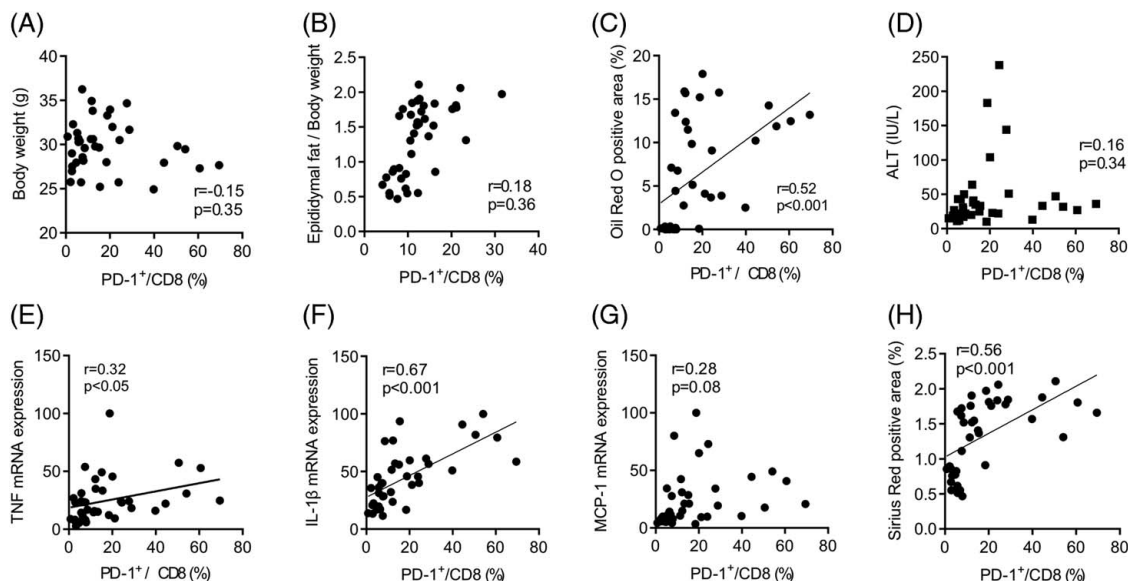 (A)
Body weight (g)
40
35
30
25
20
0 20 40 60 80
r=-0.15
p=0.35
PD-1+/CD8 (%)
(B)
Epididymal fat / Body weight
2.5
2.0
1.5
1.0
0.5
0.0
0 10 20 30 40
r=0.18
p=0.36
PD-1+/CD8 (%)
(C)
Oil Red O positive area (%)
20
15
10
5
0
0 20 40 60 80
r=0.52
p<0.001
PD-1+/ CD8 (%)
(D)
ALT (IU/L)
250
200
150
100
50
0
0 20 40 60 80
r=0.16
p=0.34
PD-1+/CD8 (%)
(E)
TNF mRNA expression
150
100
50
0
0 20 40 60 80
r=0.32
p<0.05
PD-1+/ CD8 (%)
(F)
IL-1β mRNA expression
150
100
50
0
0 20 40 60 80
r=0.67
p<0.001
PD-1+/CD8 (%)
(G)
MCP-1 mRNA expression
150
100
50
0
0 20 40 60 80
r=0.28
p=0.08
PD-1+/CD8 (%)
(H)
Sirius Red positive area (%)
2.5
2.0
1.5
1.0
0.5
0.0
0 20 40 60 80
r=0.56
p<0.001
PD-1+/CD8 (%)